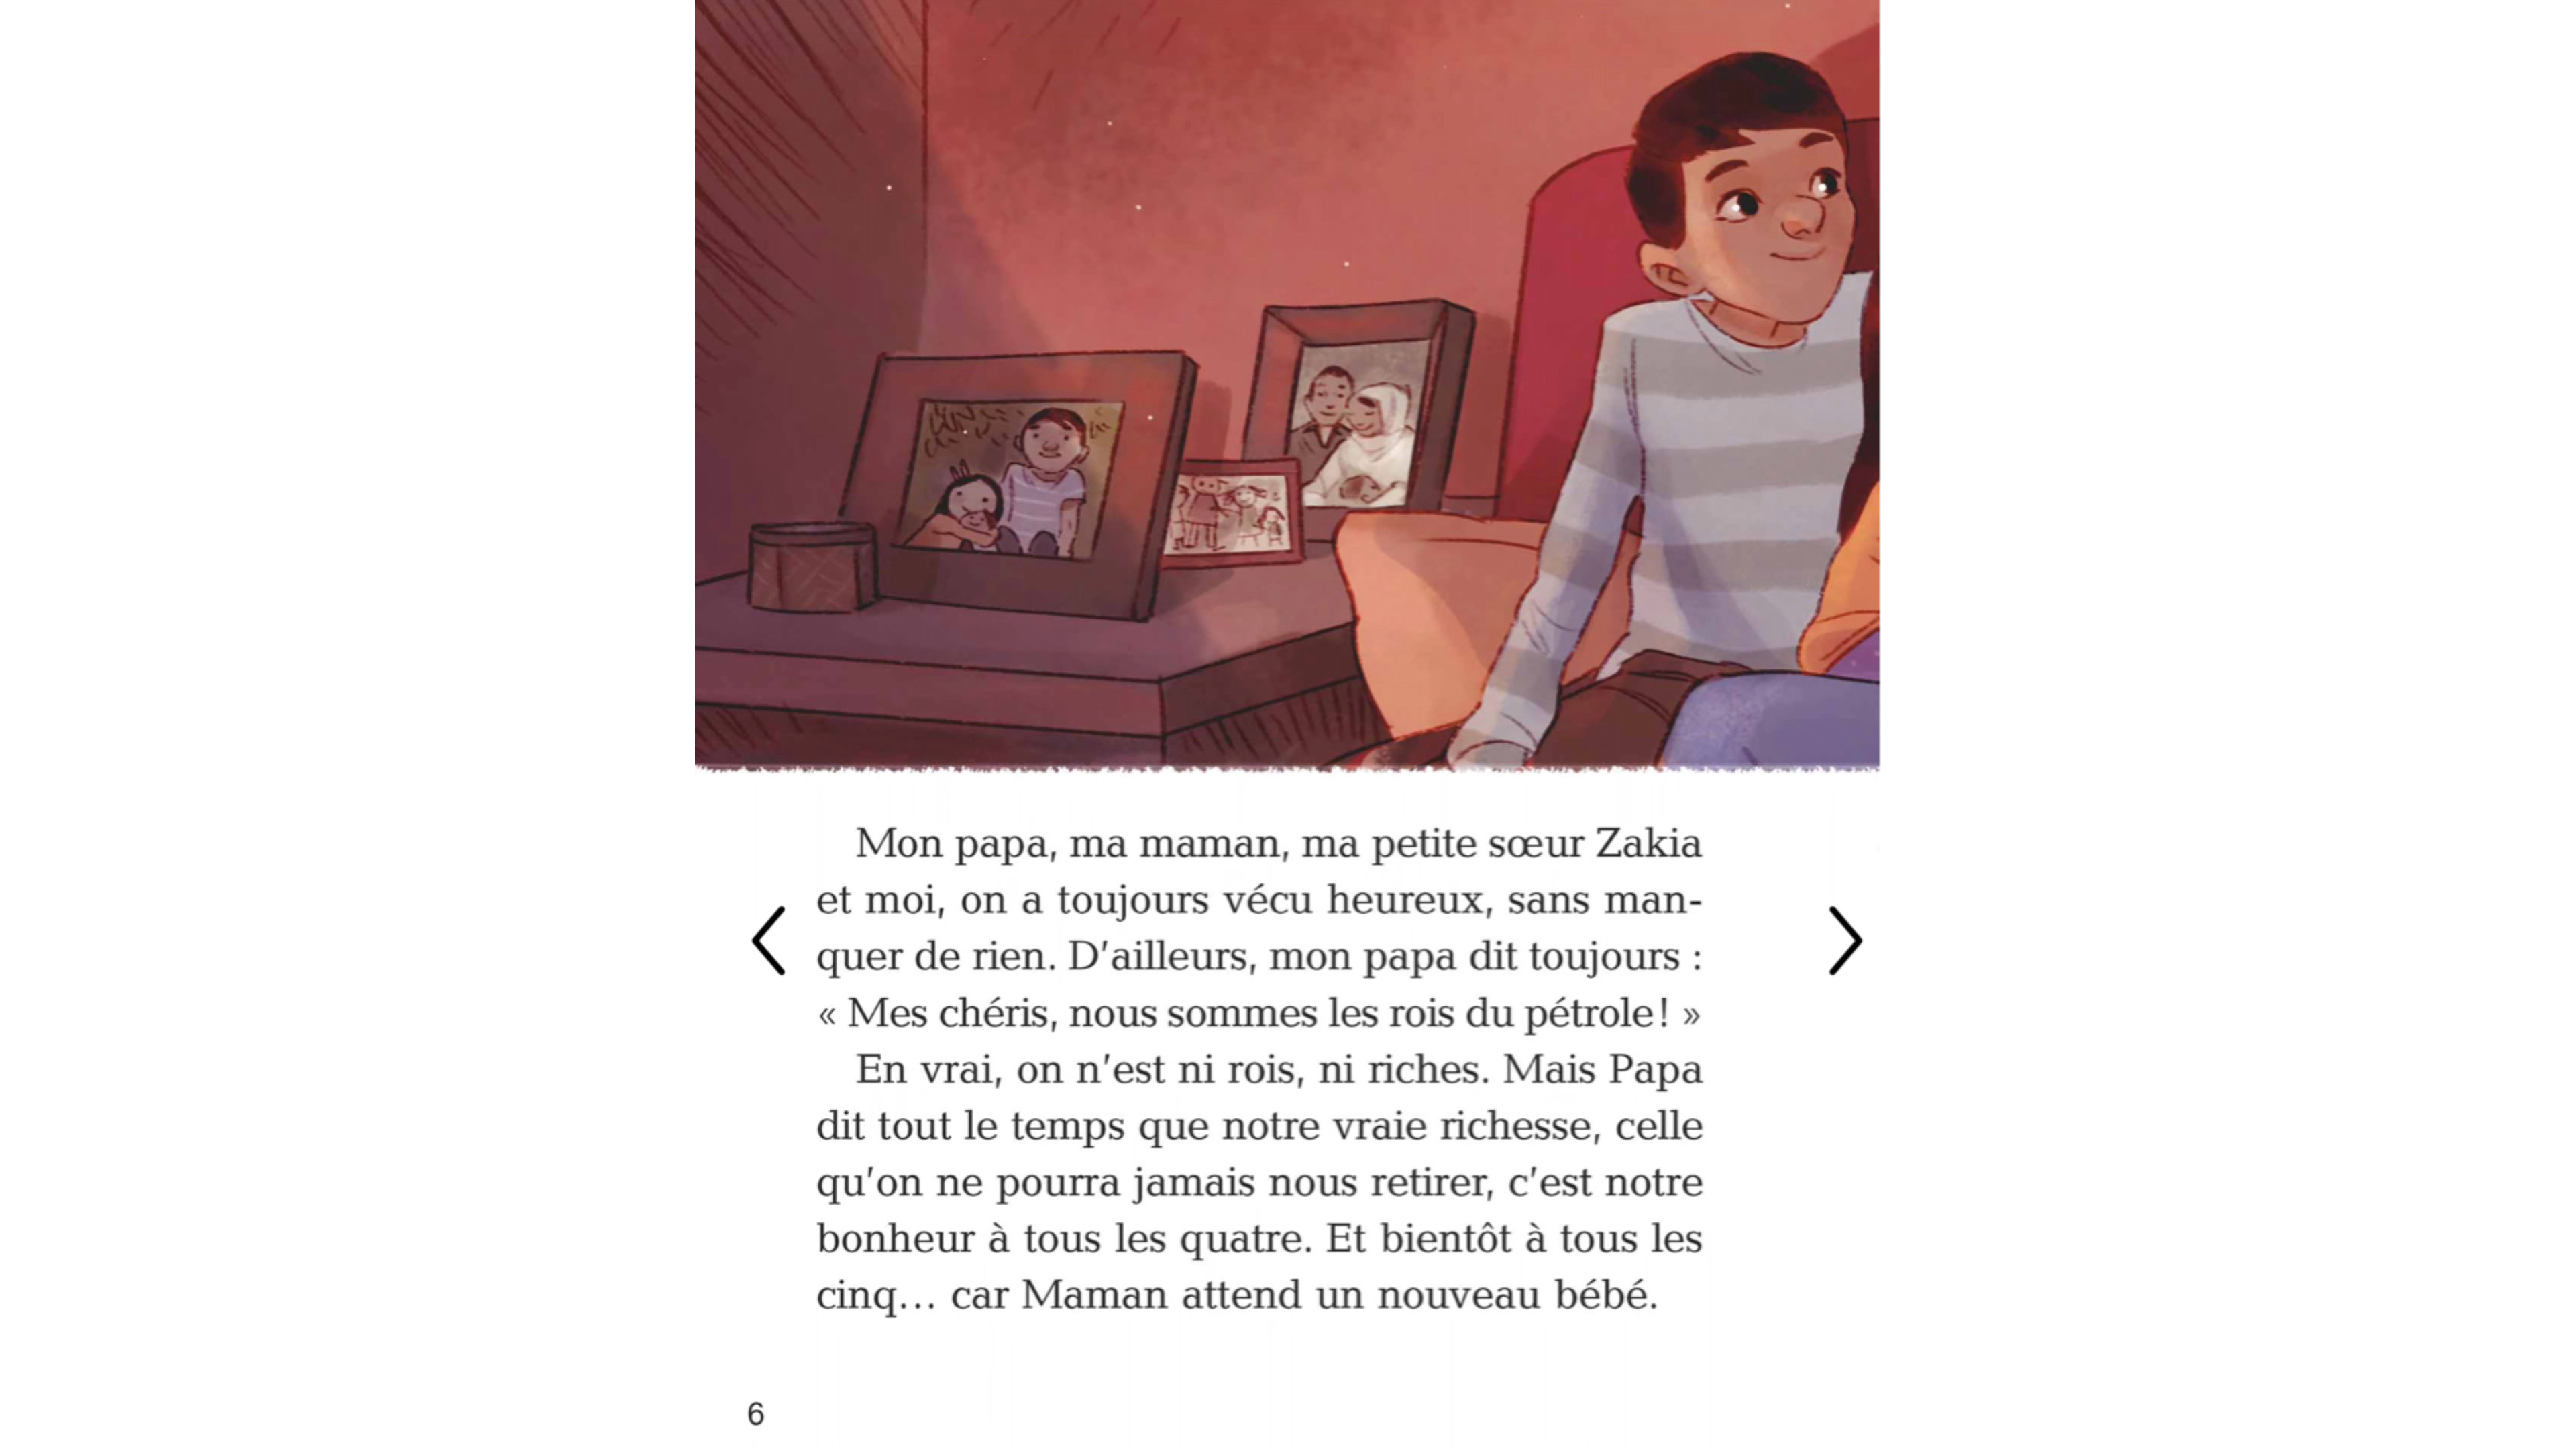 Mon papa, ma maman, ma petite sœur Zakia
et moi, on a toujours vécu heureux, sans man-
quer de rien. D’ailleurs, mon papa dit toujours :
« Mes chéris, nous sommes les rois du pétrole! »
En vrai, on n’est ni rois, ni riches. Mais Papa
dit tout le temps que notre vraie richesse, celle
qu’on ne pourra jamais nous retirer, c’est notre
bonheur à tous les quatre. Et bientôt à tous les
cinq… car Maman attend un nouveau bébé.
6